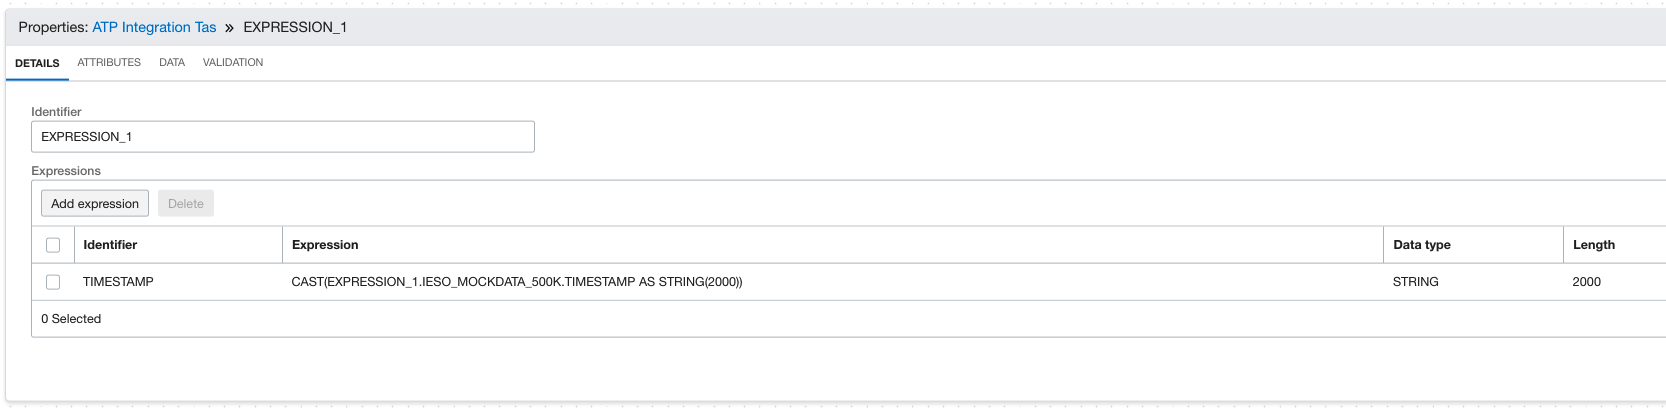 Properties: ATP Integration Tas » EXPRESSION_1
DETAILS ATTRIBUTES DATA VALIDATION
Identifier
EXPRESSION_1
Expressions
Add expression Delete
Identifier Expression Data type Length
TIMESTAMP CAST(EXPRESSION_1.IESO_MOCKDATA_500K.TIMESTAMP AS STRING(2000)) STRING 2000
0 Selected